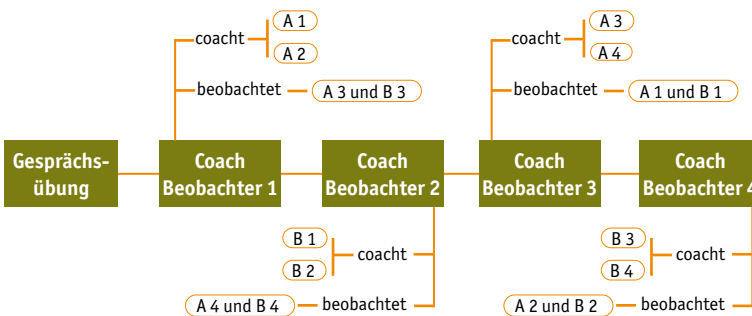 A 1
coacht
A 2
beobachtet
A 3 und B 3
A 3
coacht
A 4
beobachtet
A 1 und B 1
Gesprächs-
übung
Coach
Beobachter 1
Coach
Beobachter 2
Coach
Beobachter 3
Coach
Beobachter 4
B 1
coacht
B 2
A 4 und B 4
beobachtet
B 3
coacht
B 4
A 2 und B 2
beobachtet